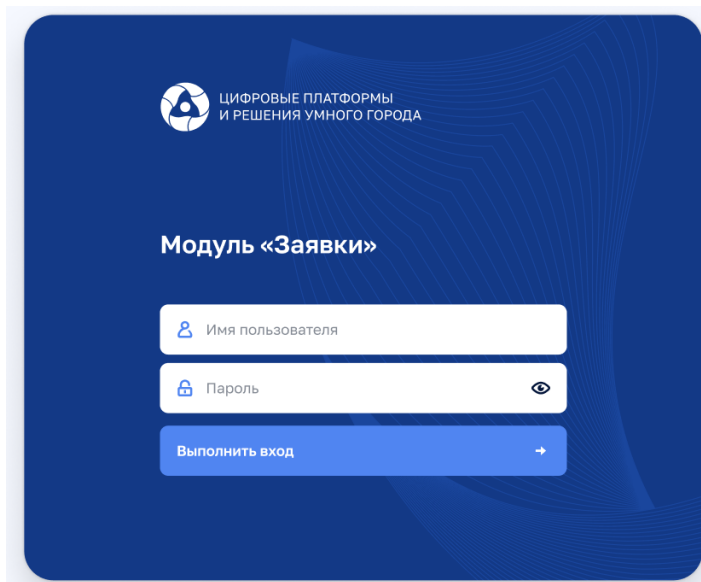 ЦИФРОВЫЕ ПЛАТФОРМЫ
И РЕШЕНИЯ УМНОГО ГОРОДА
Модуль «Заявки»
Имя пользователя
Пароль
Выполнить вход